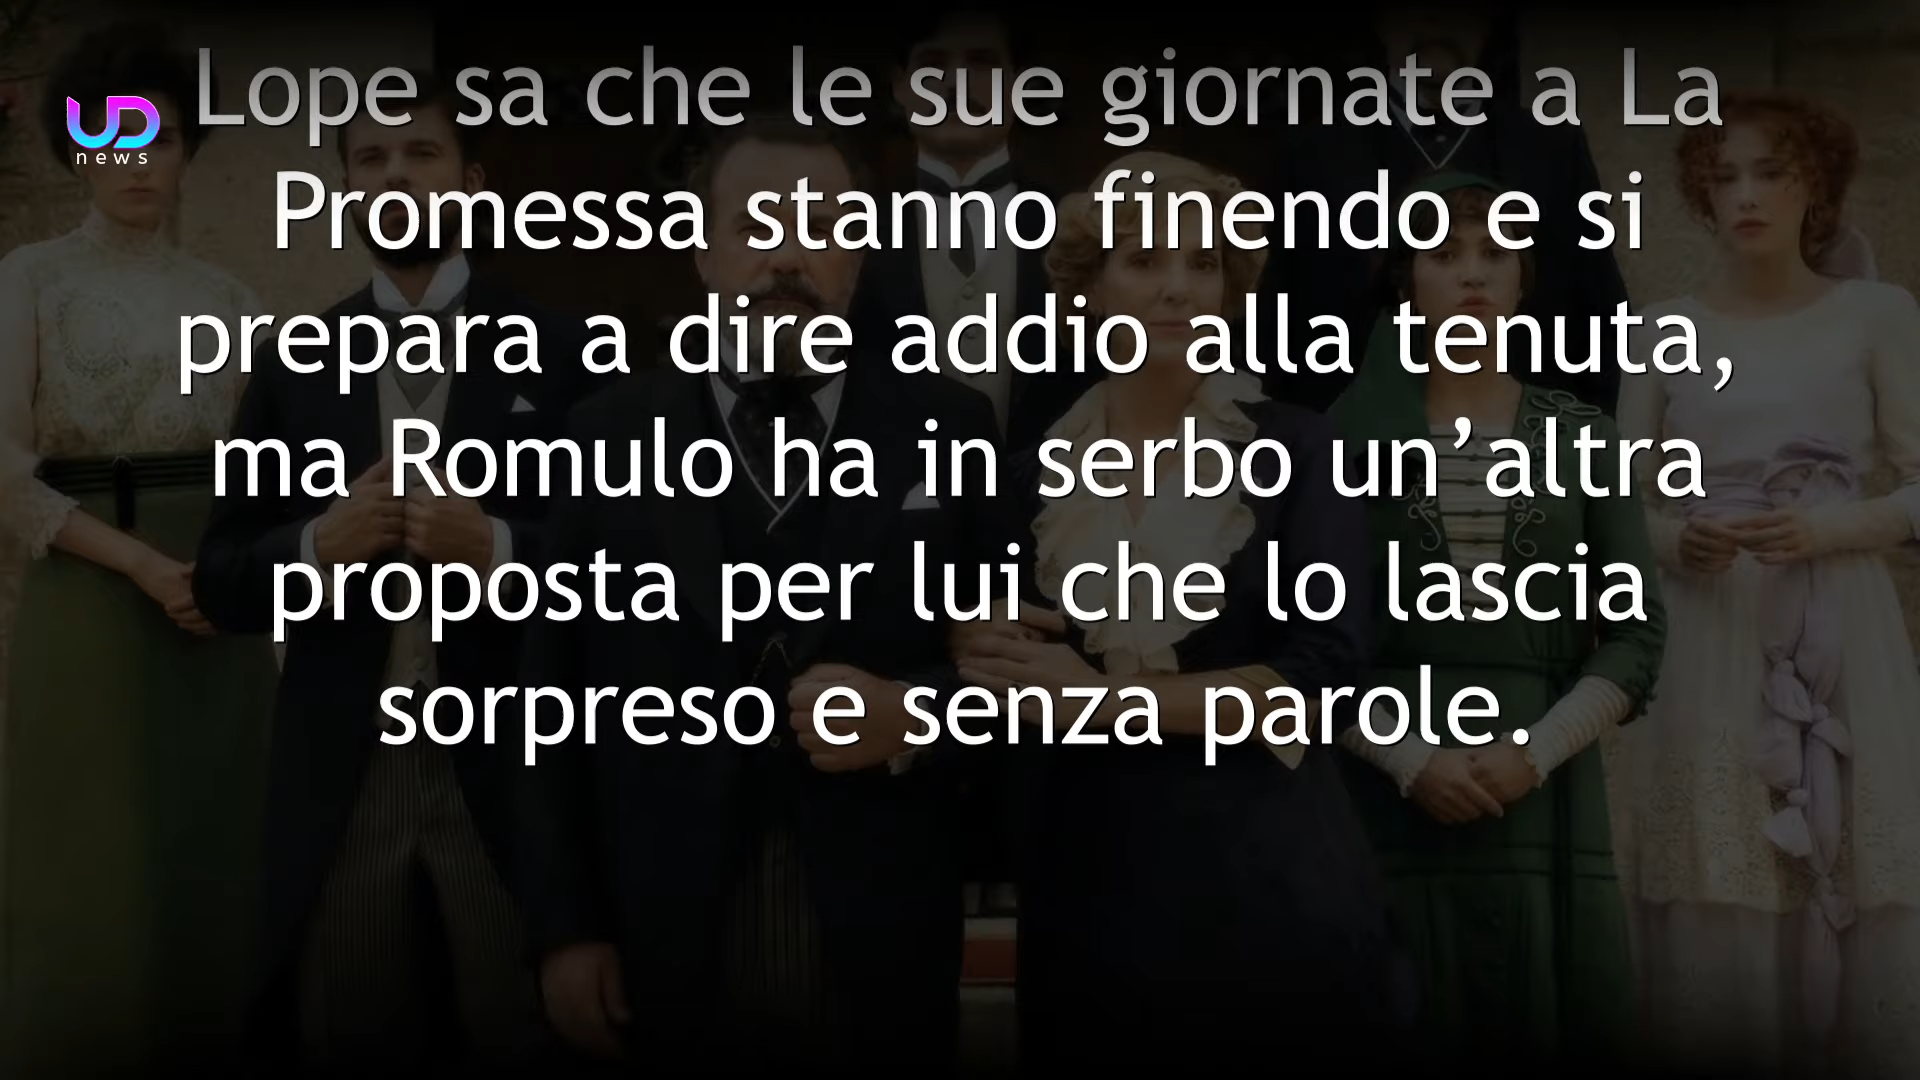 UD
news
Lope sa che le sue giornate a La
Promessa stanno finendo e si
prepara a dire addio alla tenuta,
ma Romulo ha in serbo un’altra
proposta per lui che lo lascia
sorpreso e senza parole.